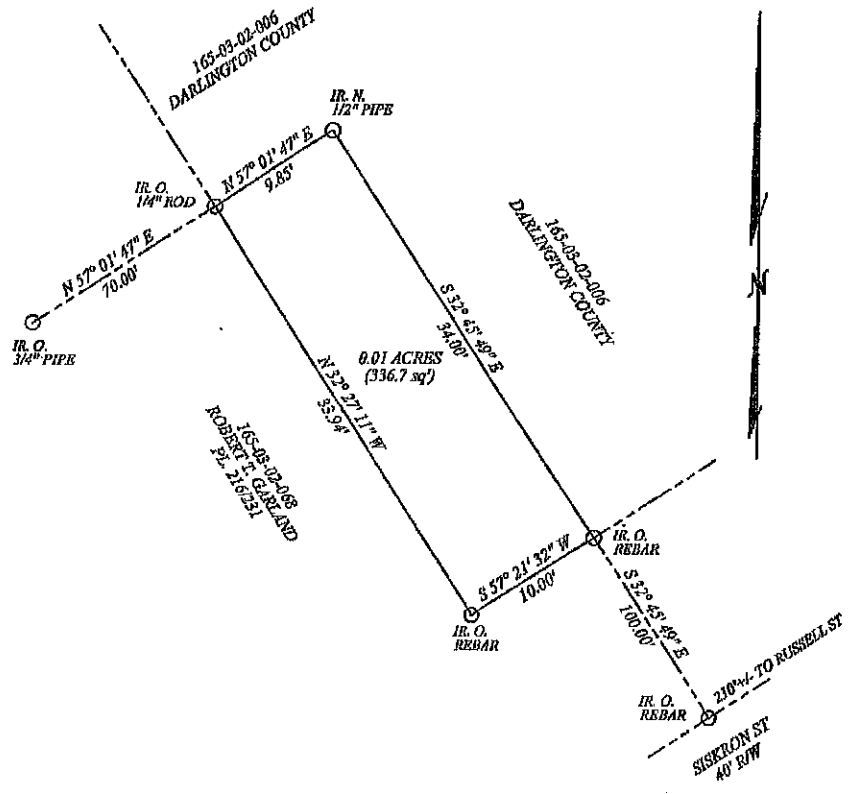 165-03-02-006
DARLINGTON COUNTY
IR. N.
1/2" PIPE
N 57° 01' 47" E
9.85'
IR. O.
1/4" ROD
N 57° 01' 47" E
70.00'
IR. O.
3/4" PIPE
165-03-02-006
DARLINGTON COUNTY
N
S 32° 45' 49" E
34.00'
0.01 ACRES
(336.7 sq')
N 32° 27' 11" W
33.94'
165-03-02-068
ROBERT T. GARLAND
PL. 216/231
S 57° 21' 32" W
10.00'
IR. O.
REBAR
IR. O.
REBAR
S 32° 45' 49" E
100.00'
IR. O.
REBAR
210'+/- TO RUSSELL ST
SISKRON ST
40' R/W